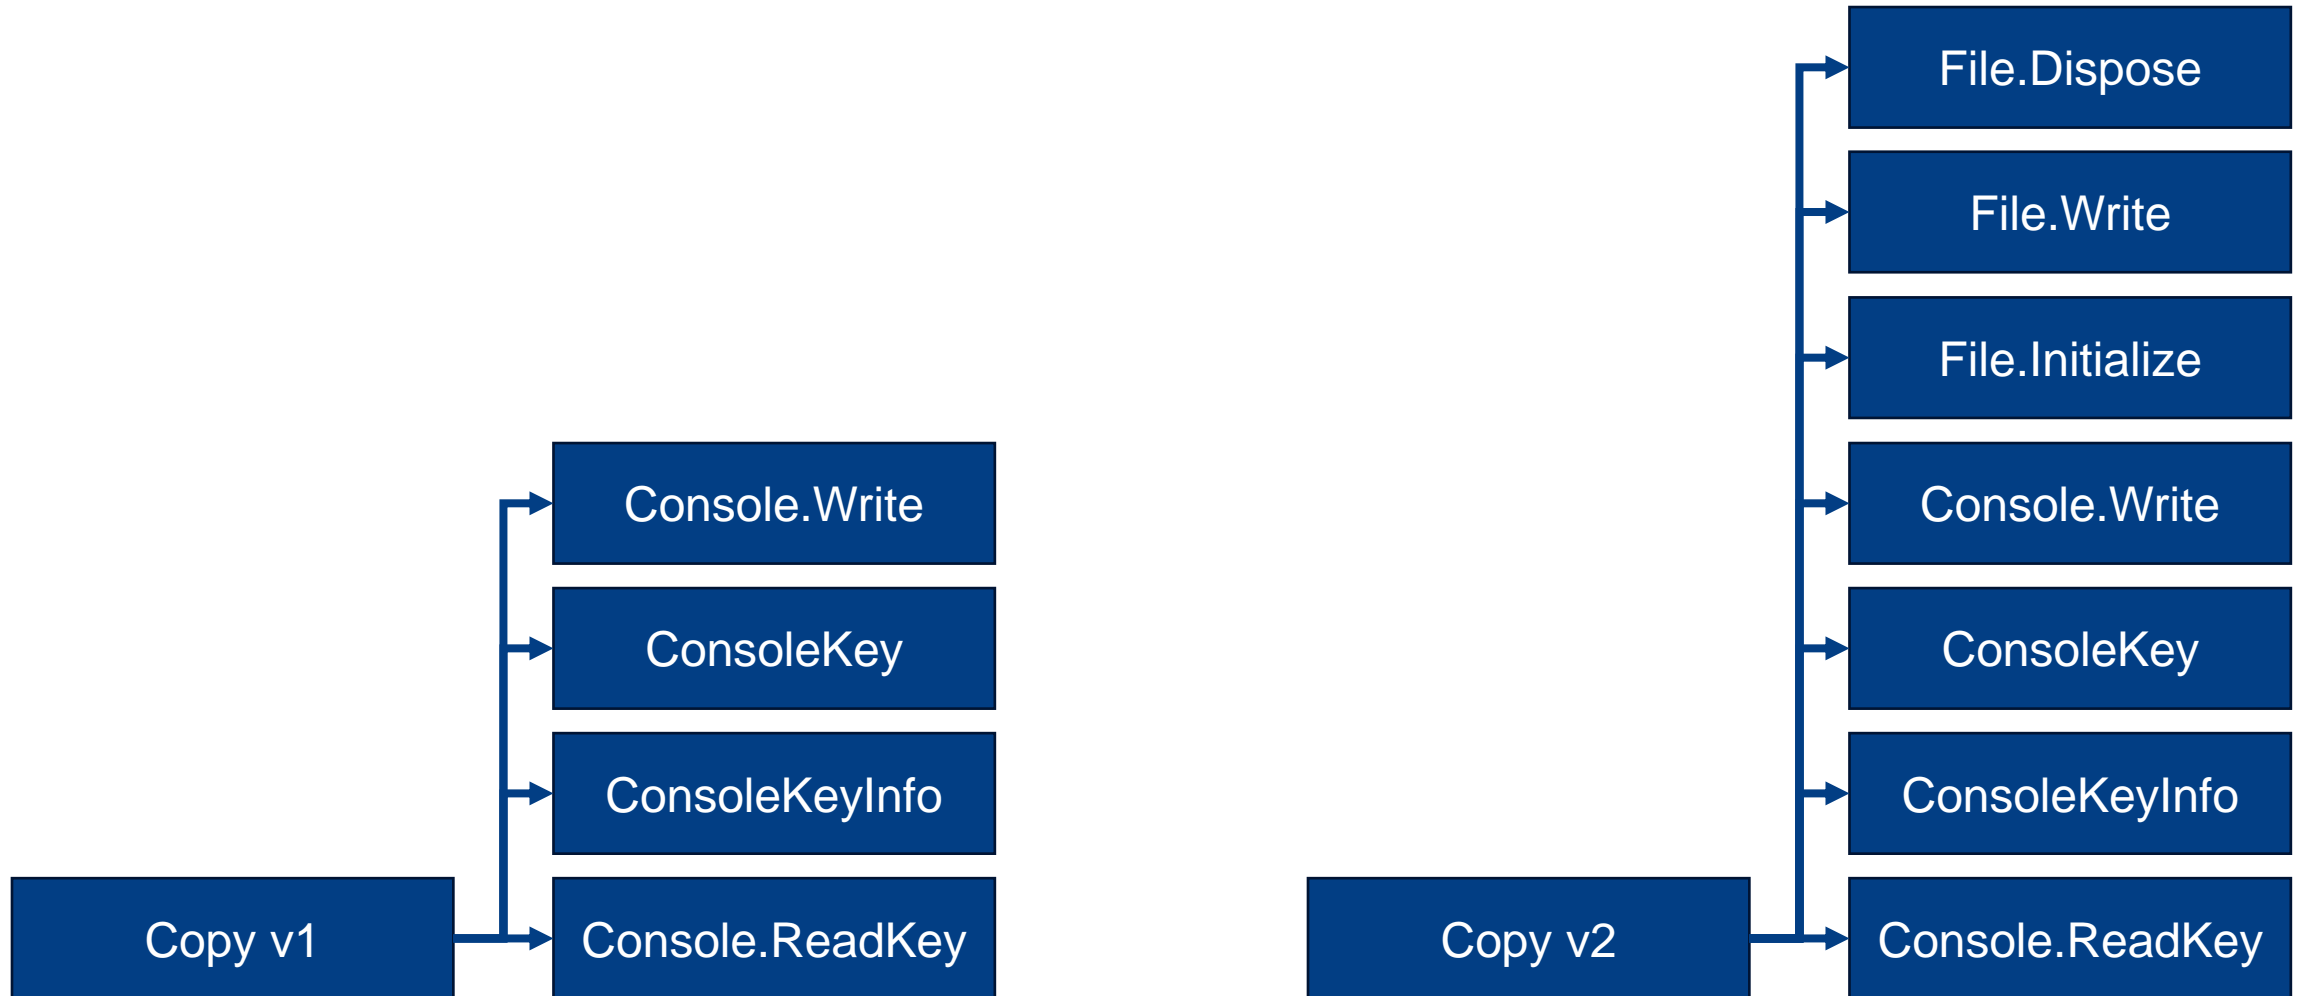 File.Dispose
File.Write
File.Initialize
Console.Write
Console.Write
ConsoleKey
ConsoleKey
ConsoleKeyInfo
ConsoleKeyInfo
Copy v1
Console.ReadKey
Copy v2
Console.ReadKey